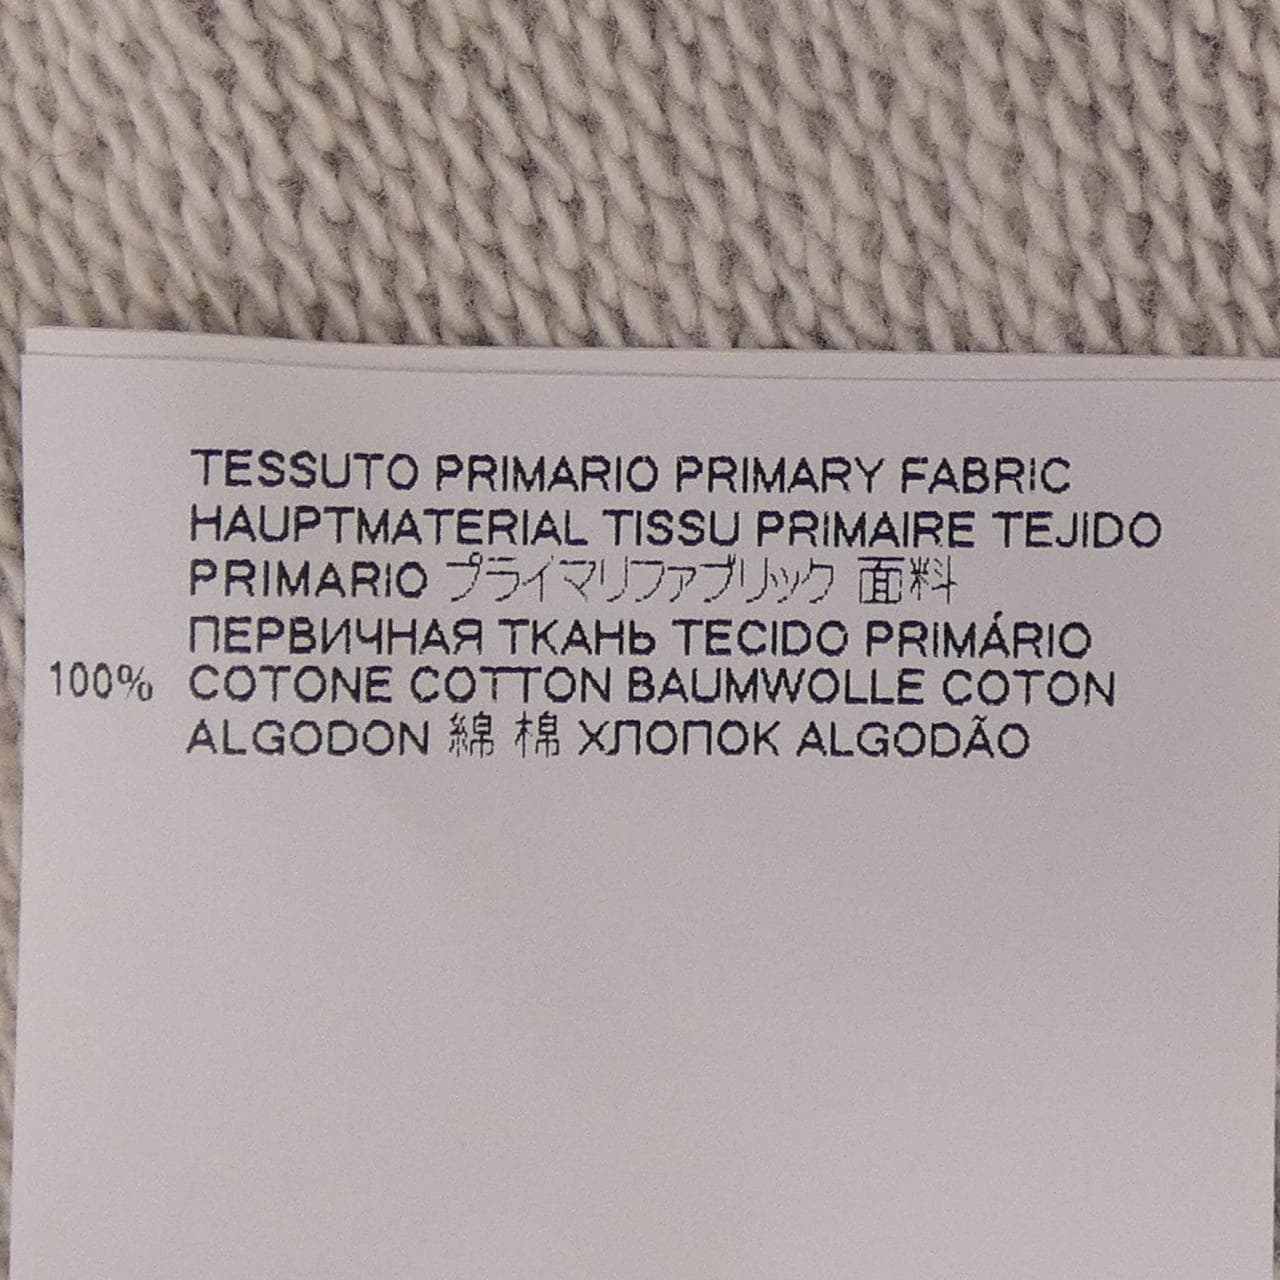 TESSUTO PRIMARIO PRIMARY FABRIC
HAUPTMATERIAL TISSU PRIMAIRE TEJIDO
PRIMARIO プライマリファブリック 面料
ПЕРВИЧНАЯ ТКАНЬ TECIDO PRIMÁRIO
100% COTONE COTTON BAUMWOLLE COTON
ALGODON 綿 棉 ХЛОПОК ALGODÃO